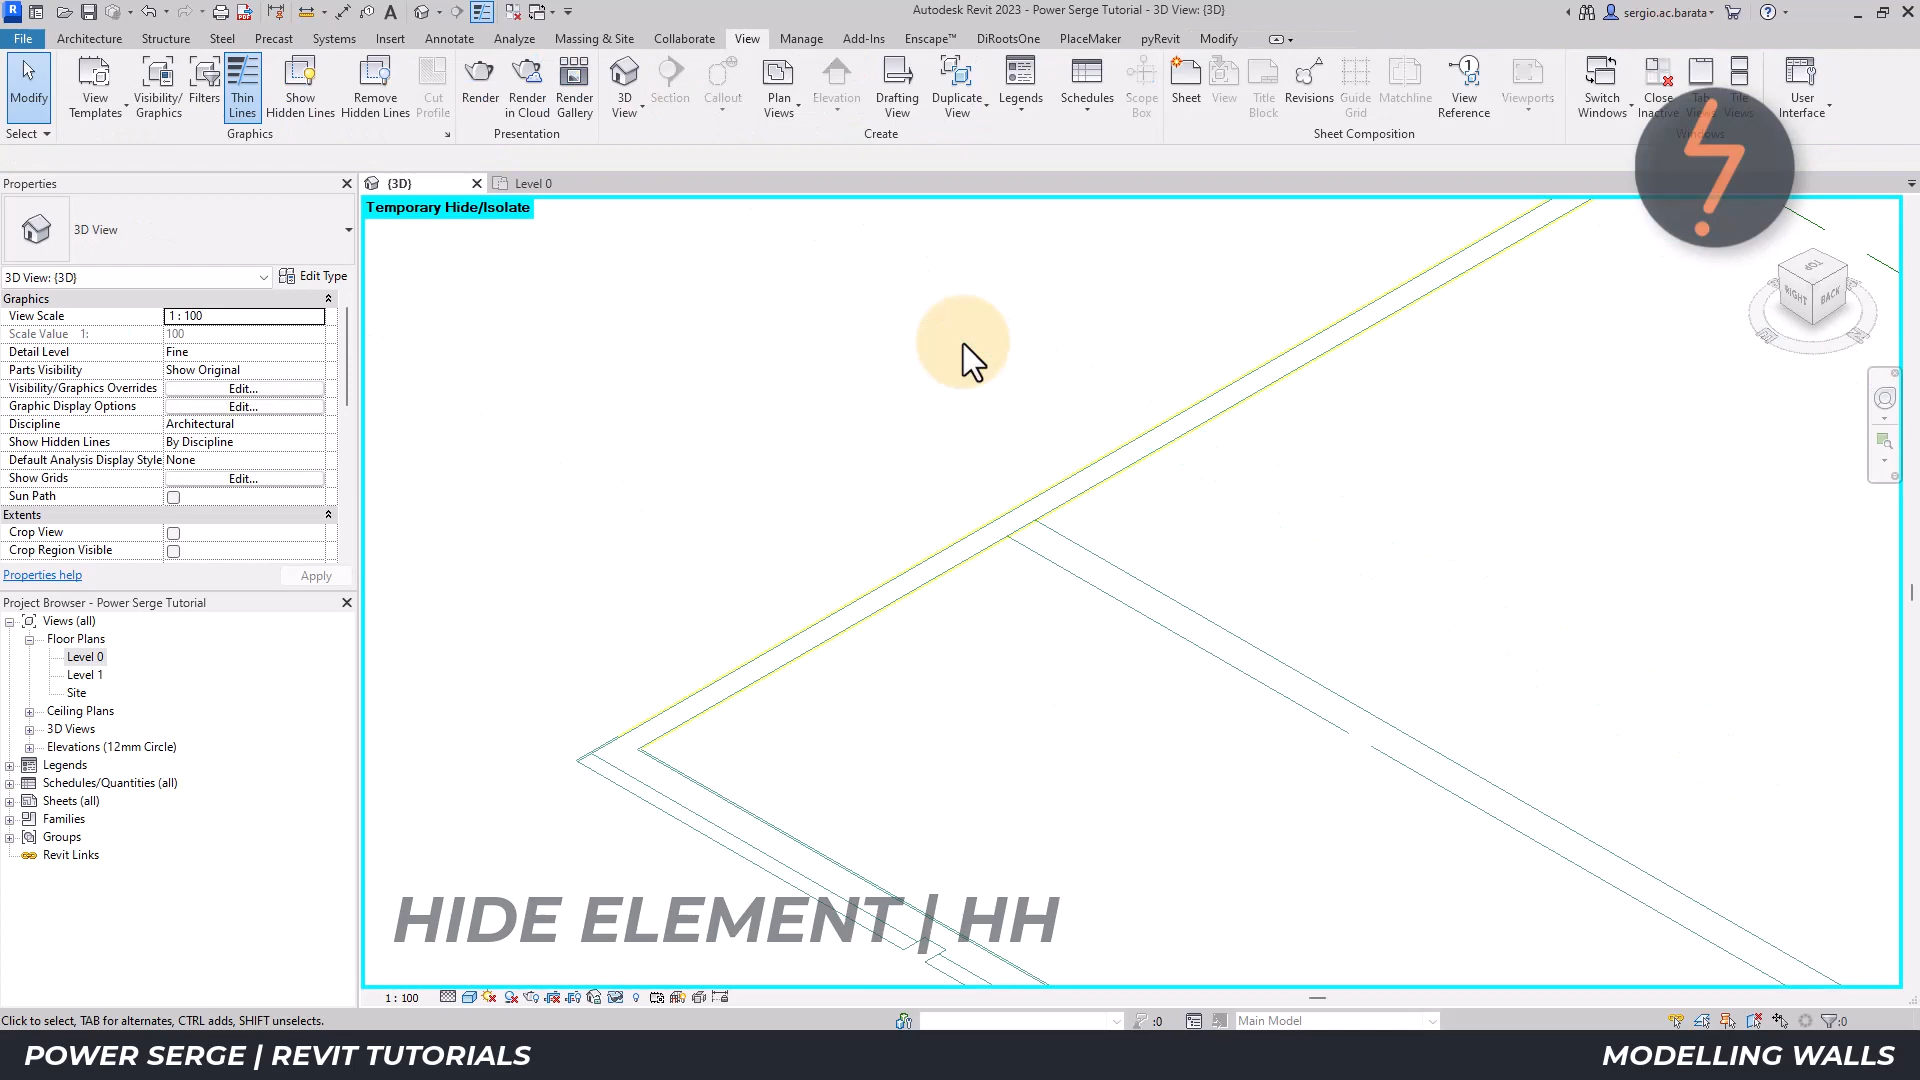 Autodesk Revit 2023 - Power Serge Tutorial - 3D View: {3D}
sergio.ac.barata
File Architecture Structure Steel Precast Systems Insert Annotate Analyze Massing & Site Collaborate View Manage Add-Ins Enscape™ DiRootsOne PlaceMaker pyRevit Modify
Modify
View Templates
Visibility/ Graphics
Filters
Thin Lines
Show Hidden Lines
Remove Hidden Lines
Cut Profile
Render
Render in Cloud
Render Gallery
3D View
Section
Callout
Plan Views
Elevation
Drafting View
Duplicate View
Legends
Schedules
Scope Box
Sheet
View
Title Block
Revisions
Guide Grid
Matchline
View Reference
Viewports
Switch Windows
Close Inactive
Tab Views
Tile Views
User Interface
Select
Graphics
Presentation
Create
Sheet Composition
Windows
Properties
{3D}
Level 0
Temporary Hide/Isolate
3D View
3D View: {3D}
Edit Type
Graphics
View Scale 1 : 100
Scale Value 1: 100
Detail Level Fine
Parts Visibility Show Original
Visibility/Graphics Overrides Edit...
Graphic Display Options Edit...
Discipline Architectural
Show Hidden Lines By Discipline
Default Analysis Display Style None
Show Grids Edit...
Sun Path
Extents
Crop View
Crop Region Visible
Properties help
Apply
TOP
RIGHT
BACK
Project Browser - Power Serge Tutorial
Views (all)
Floor Plans
Level 0
Level 1
Site
Ceiling Plans
3D Views
Elevations (12mm Circle)
Legends
Schedules/Quantities (all)
Sheets (all)
Families
Groups
Revit Links
HIDE ELEMENT | HH
1 : 100
Click to select, TAB for alternates, CTRL adds, SHIFT unselects.
:0
Main Model
:0
POWER SERGE | REVIT TUTORIALS
MODELLING WALLS